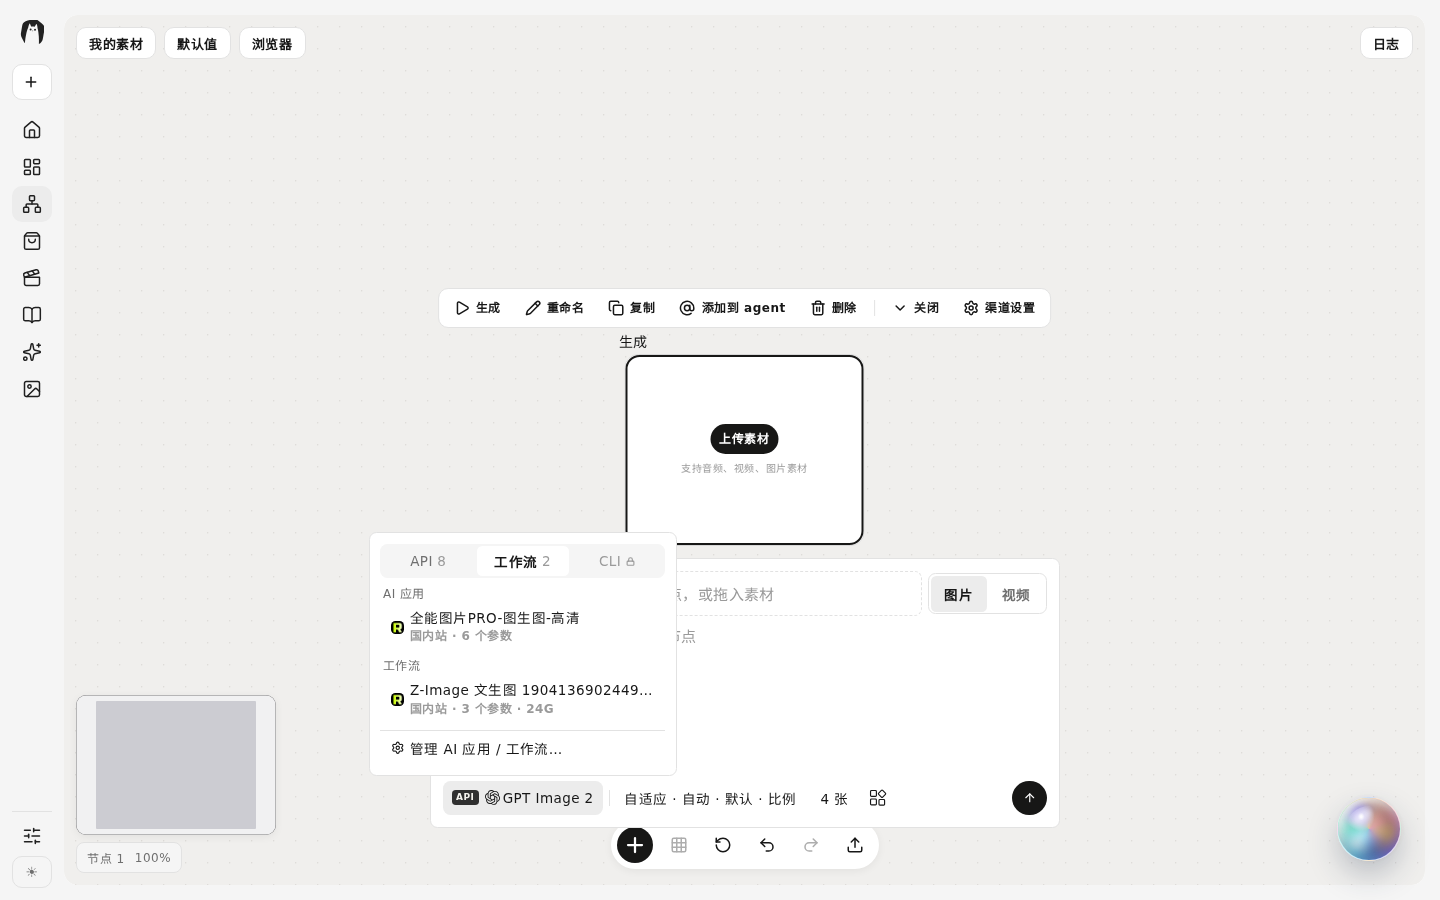 我的素材
默认值
浏览器
日志
生成
重命名
复制
添加到 agent
删除
关闭
渠道设置
生成
上传素材
支持音频、视频、图片素材
API 8
工作流 2
CLI
AI 应用
全能图片PRO-图生图-高清
国内站 · 6 个参数
工作流
Z-Image 文生图 1904136902449...
国内站 · 3 个参数 · 24G
管理 AI 应用 / 工作流...
，或拖入素材
图片
视频
节点
API
GPT Image 2
自适应 · 自动 · 默认 · 比例
4 张
节点 1
100%